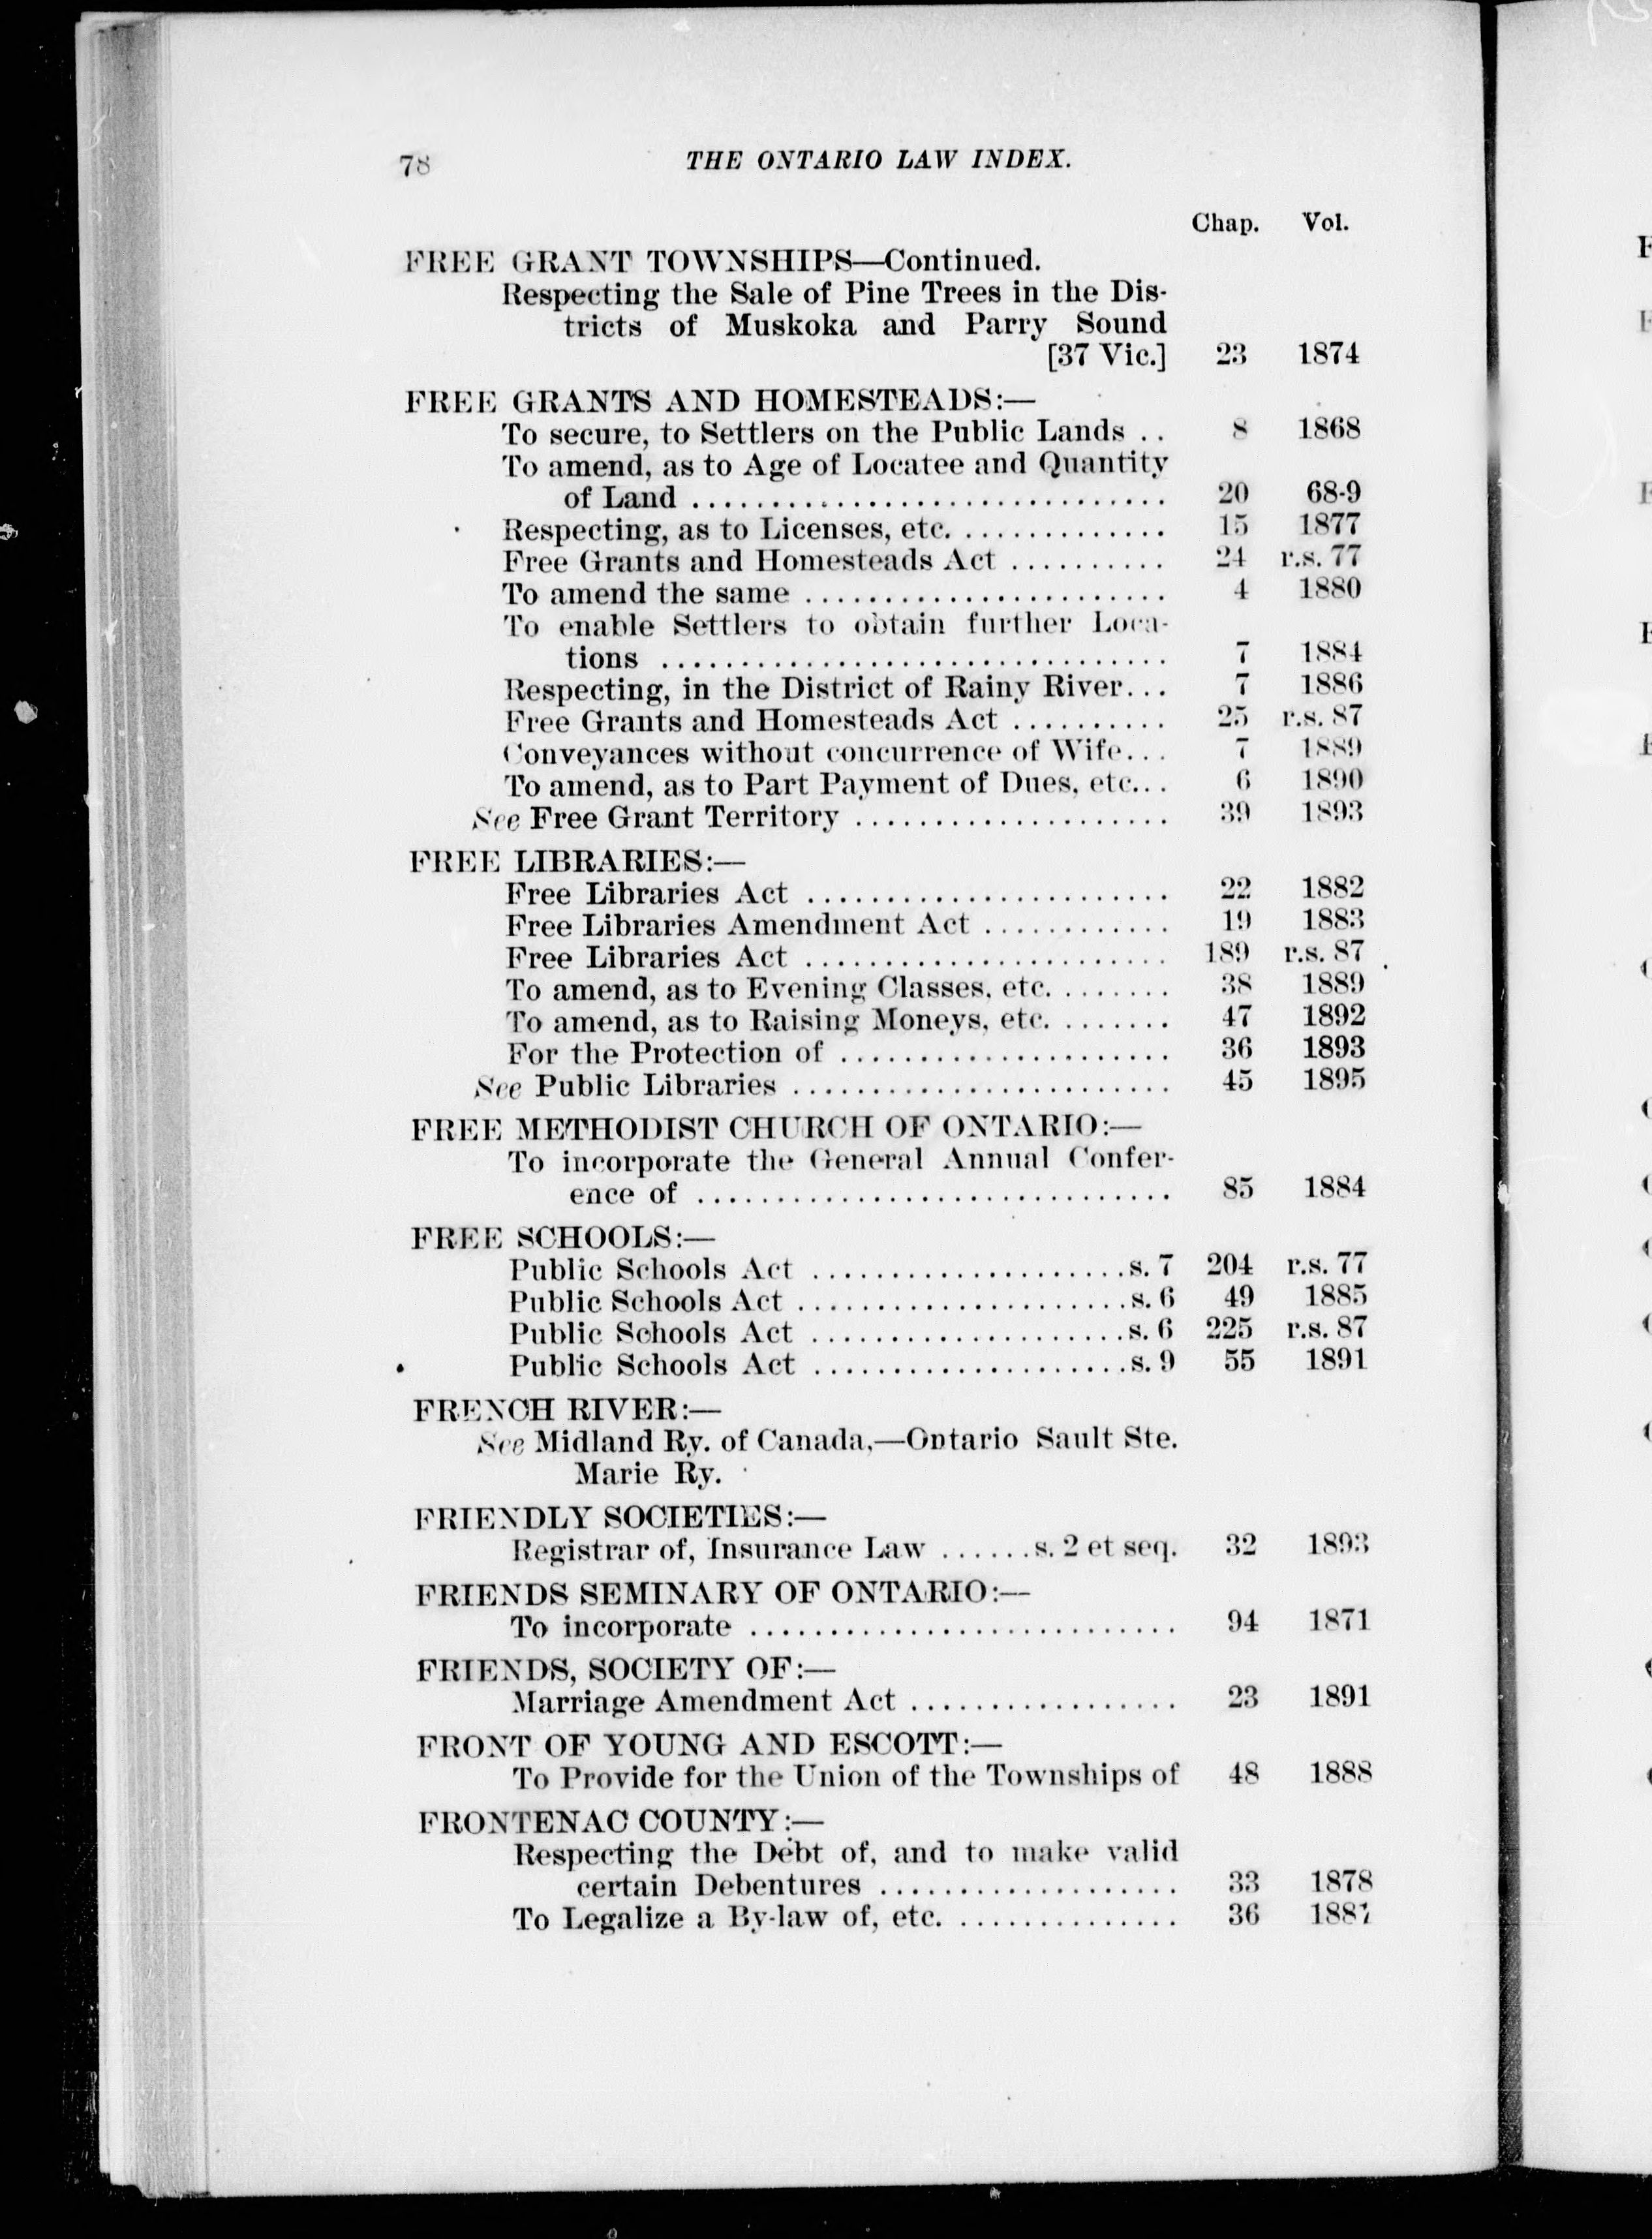 78 THE ONTARIO LAW INDEX.
Chap. Vol.
FREE GRANT TOWNSHIPS—Continued.
Respecting the Sale of Pine Trees in the Dis-
tricts of Muskoka and Parry Sound
[37 Vic.] 23 1874
FREE GRANTS AND HOMESTEADS:—
To secure, to Settlers on the Public Lands .. 8 1868
To amend, as to Age of Locatee and Quantity
of Land .............................. 20 68-9
Respecting, as to Licenses, etc. ............. 15 1877
Free Grants and Homesteads Act .......... 24 r.s. 77
To amend the same ....................... 4 1880
To enable Settlers to obtain further Loca-
tions ................................ 7 1884
Respecting, in the District of Rainy River... 7 1886
Free Grants and Homesteads Act .......... 25 r.s. 87
Conveyances without concurrence of Wife... 7 1889
To amend, as to Part Payment of Dues, etc... 6 1890
See Free Grant Territory .................... 39 1893
FREE LIBRARIES:—
Free Libraries Act ....................... 22 1882
Free Libraries Amendment Act ............ 19 1883
Free Libraries Act ....................... 189 r.s. 87
To amend, as to Evening Classes, etc. ....... 38 1889
To amend, as to Raising Moneys, etc. ....... 47 1892
For the Protection of ..................... 36 1893
See Public Libraries ........................ 45 1895
FREE METHODIST CHURCH OF ONTARIO:—
To incorporate the General Annual Confer-
ence of .............................. 85 1884
FREE SCHOOLS:—
Public Schools Act ....................s. 7 204 r.s. 77
Public Schools Act .....................s. 6 49 1885
Public Schools Act ....................s. 6 225 r.s. 87
Public Schools Act ....................s. 9 55 1891
FRENCH RIVER:—
See Midland Ry. of Canada,—Ontario Sault Ste.
Marie Ry.
FRIENDLY SOCIETIES:—
Registrar of, Insurance Law ......s. 2 et seq. 32 1893
FRIENDS SEMINARY OF ONTARIO:—
To incorporate ........................... 94 1871
FRIENDS, SOCIETY OF:—
Marriage Amendment Act ................. 23 1891
FRONT OF YOUNG AND ESCOTT:—
To Provide for the Union of the Townships of 48 1888
FRONTENAC COUNTY:—
Respecting the Debt of, and to make valid
certain Debentures ................... 33 1878
To Legalize a By-law of, etc. .............. 36